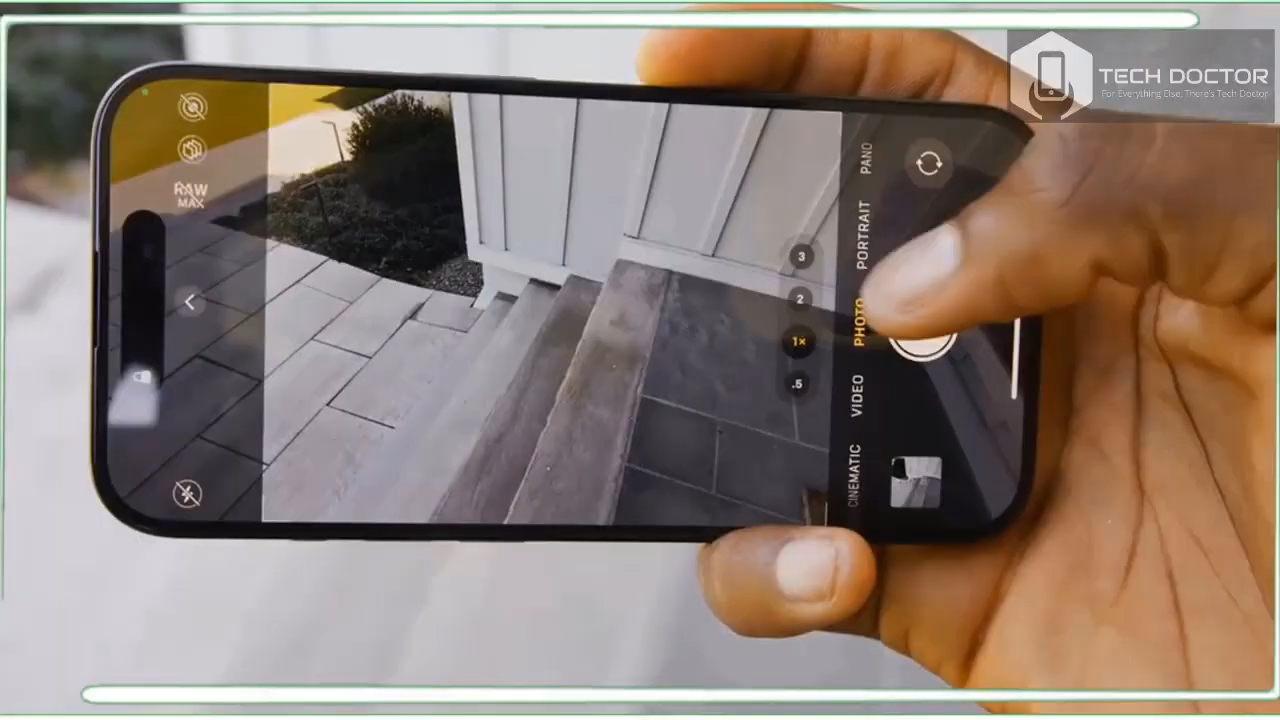 TECH DOCTOR
For Everything Else, There's Tech Doctor
RAW
MAX
3
2
1×
.5
PANO
PORTRAIT
PHOTO
VIDEO
CINEMATIC